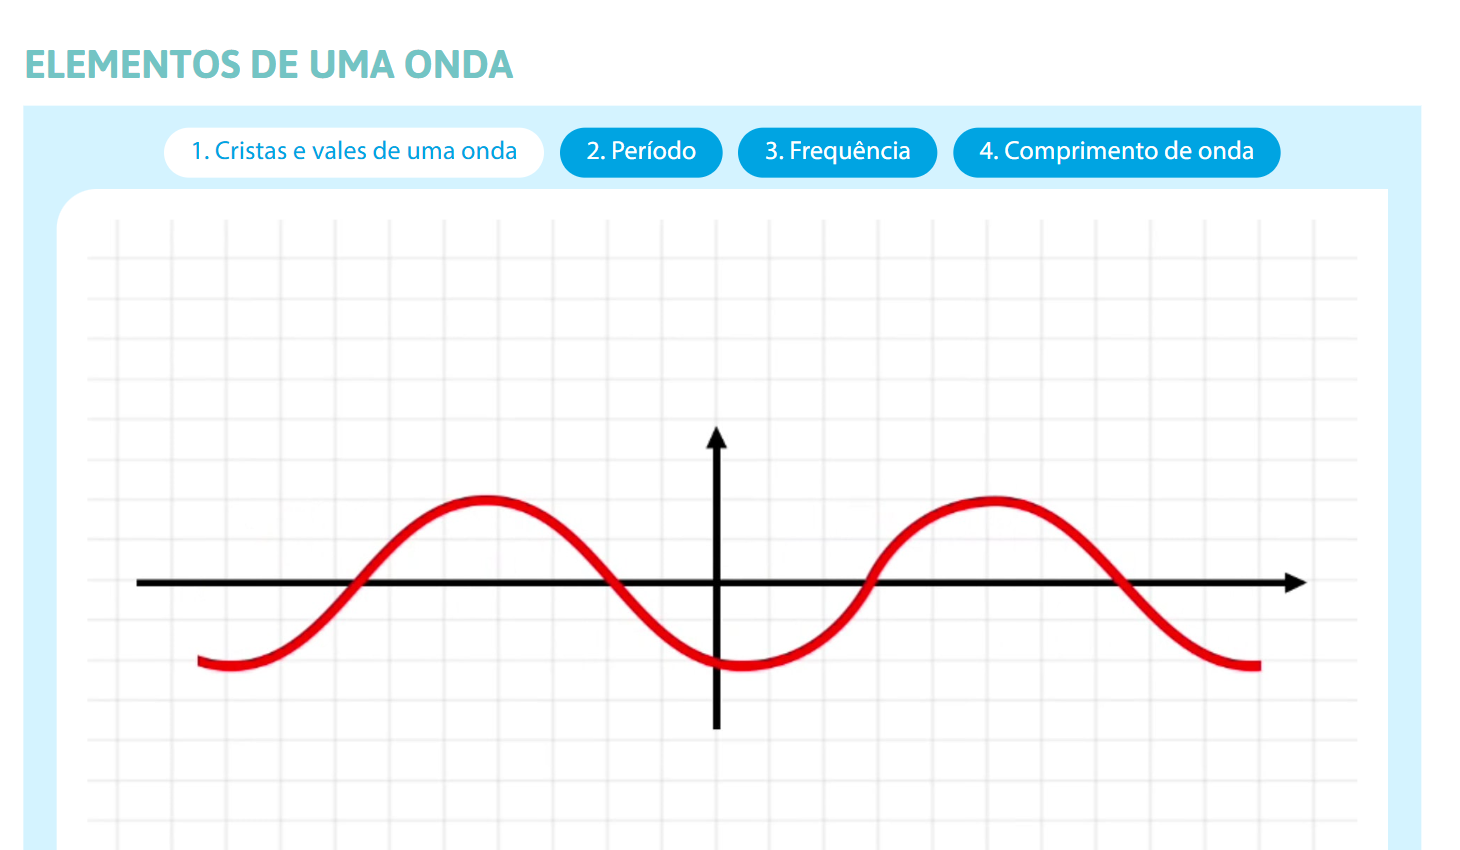 ELEMENTOS DE UMA ONDA
1. Cristas e vales de uma onda 2. Período 3. Frequência 4. Comprimento de onda